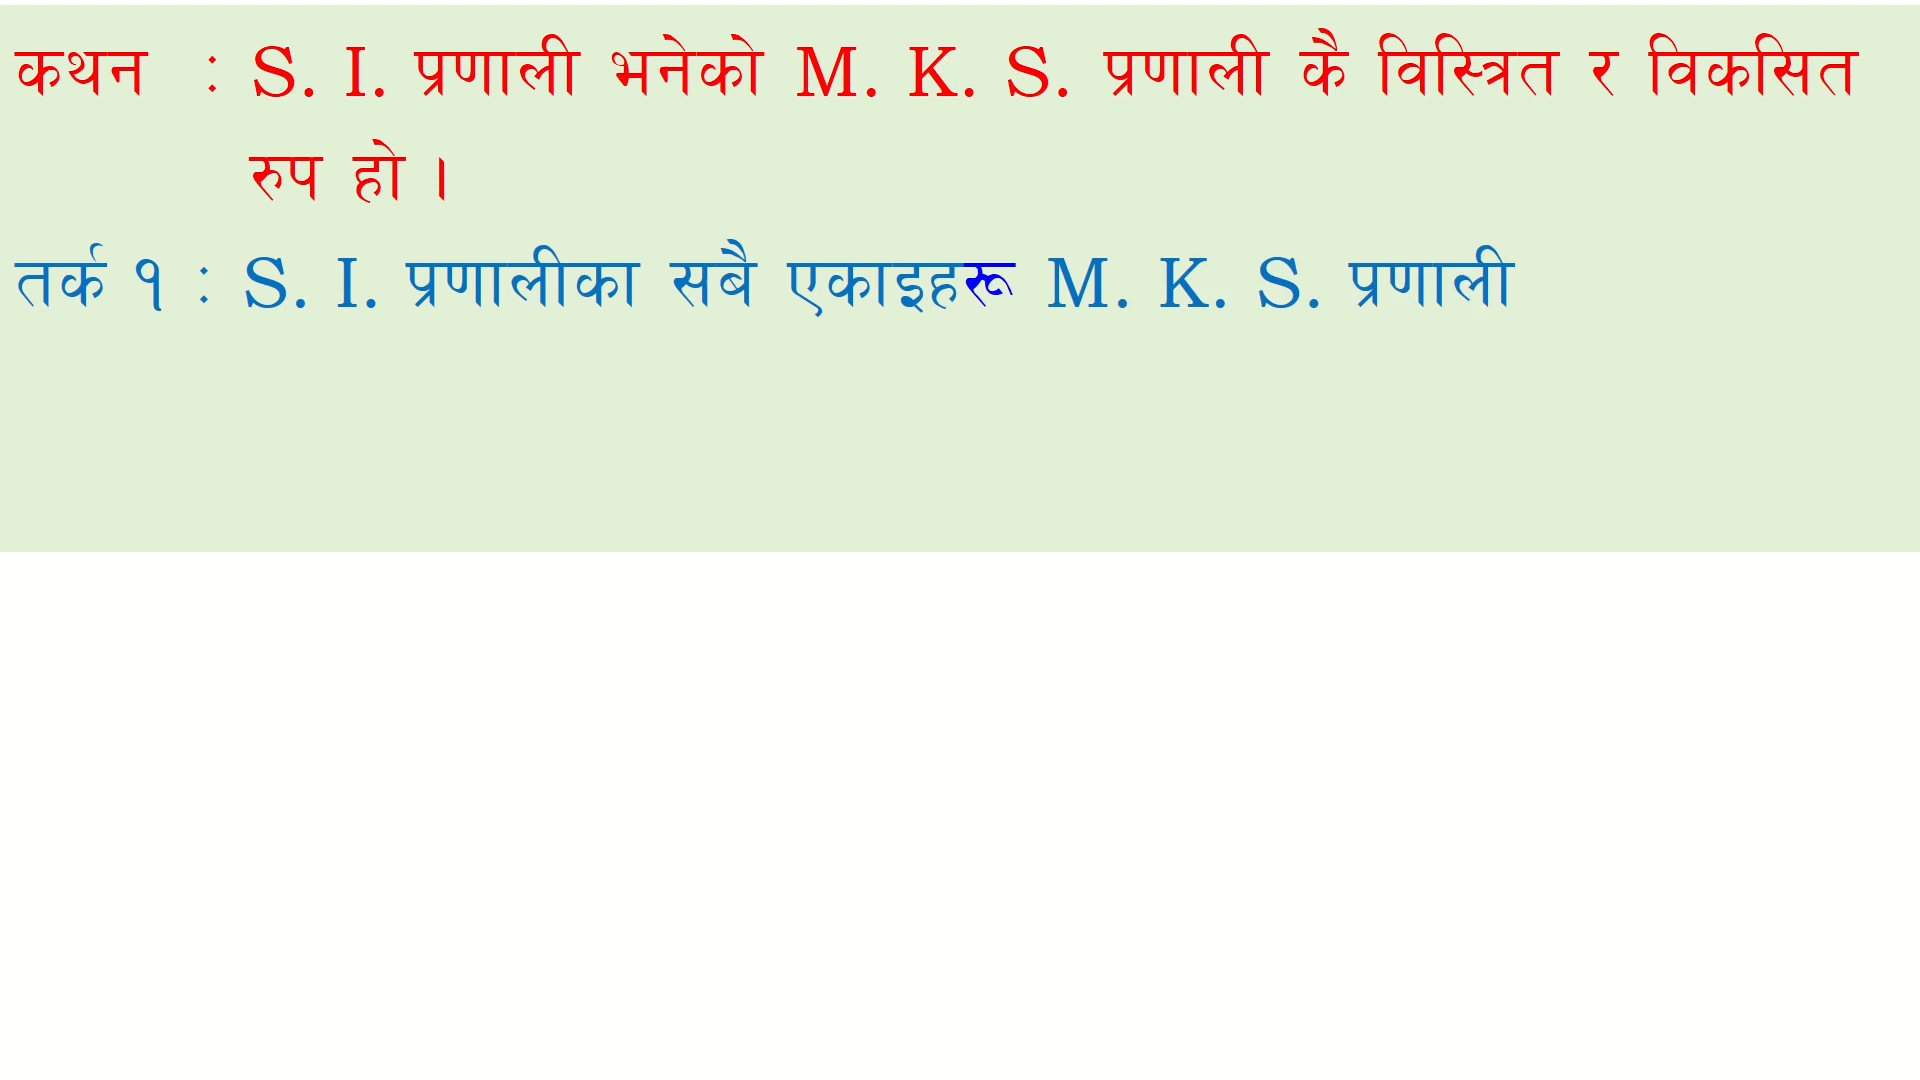 कथन : S. I. प्रणाली भनेको M. K. S. प्रणाली कै विस्त्रित र विकसित
रुप हो ।
तर्क १ : S. I. प्रणालीका सबै एकाइहरू M. K. S. प्रणाली